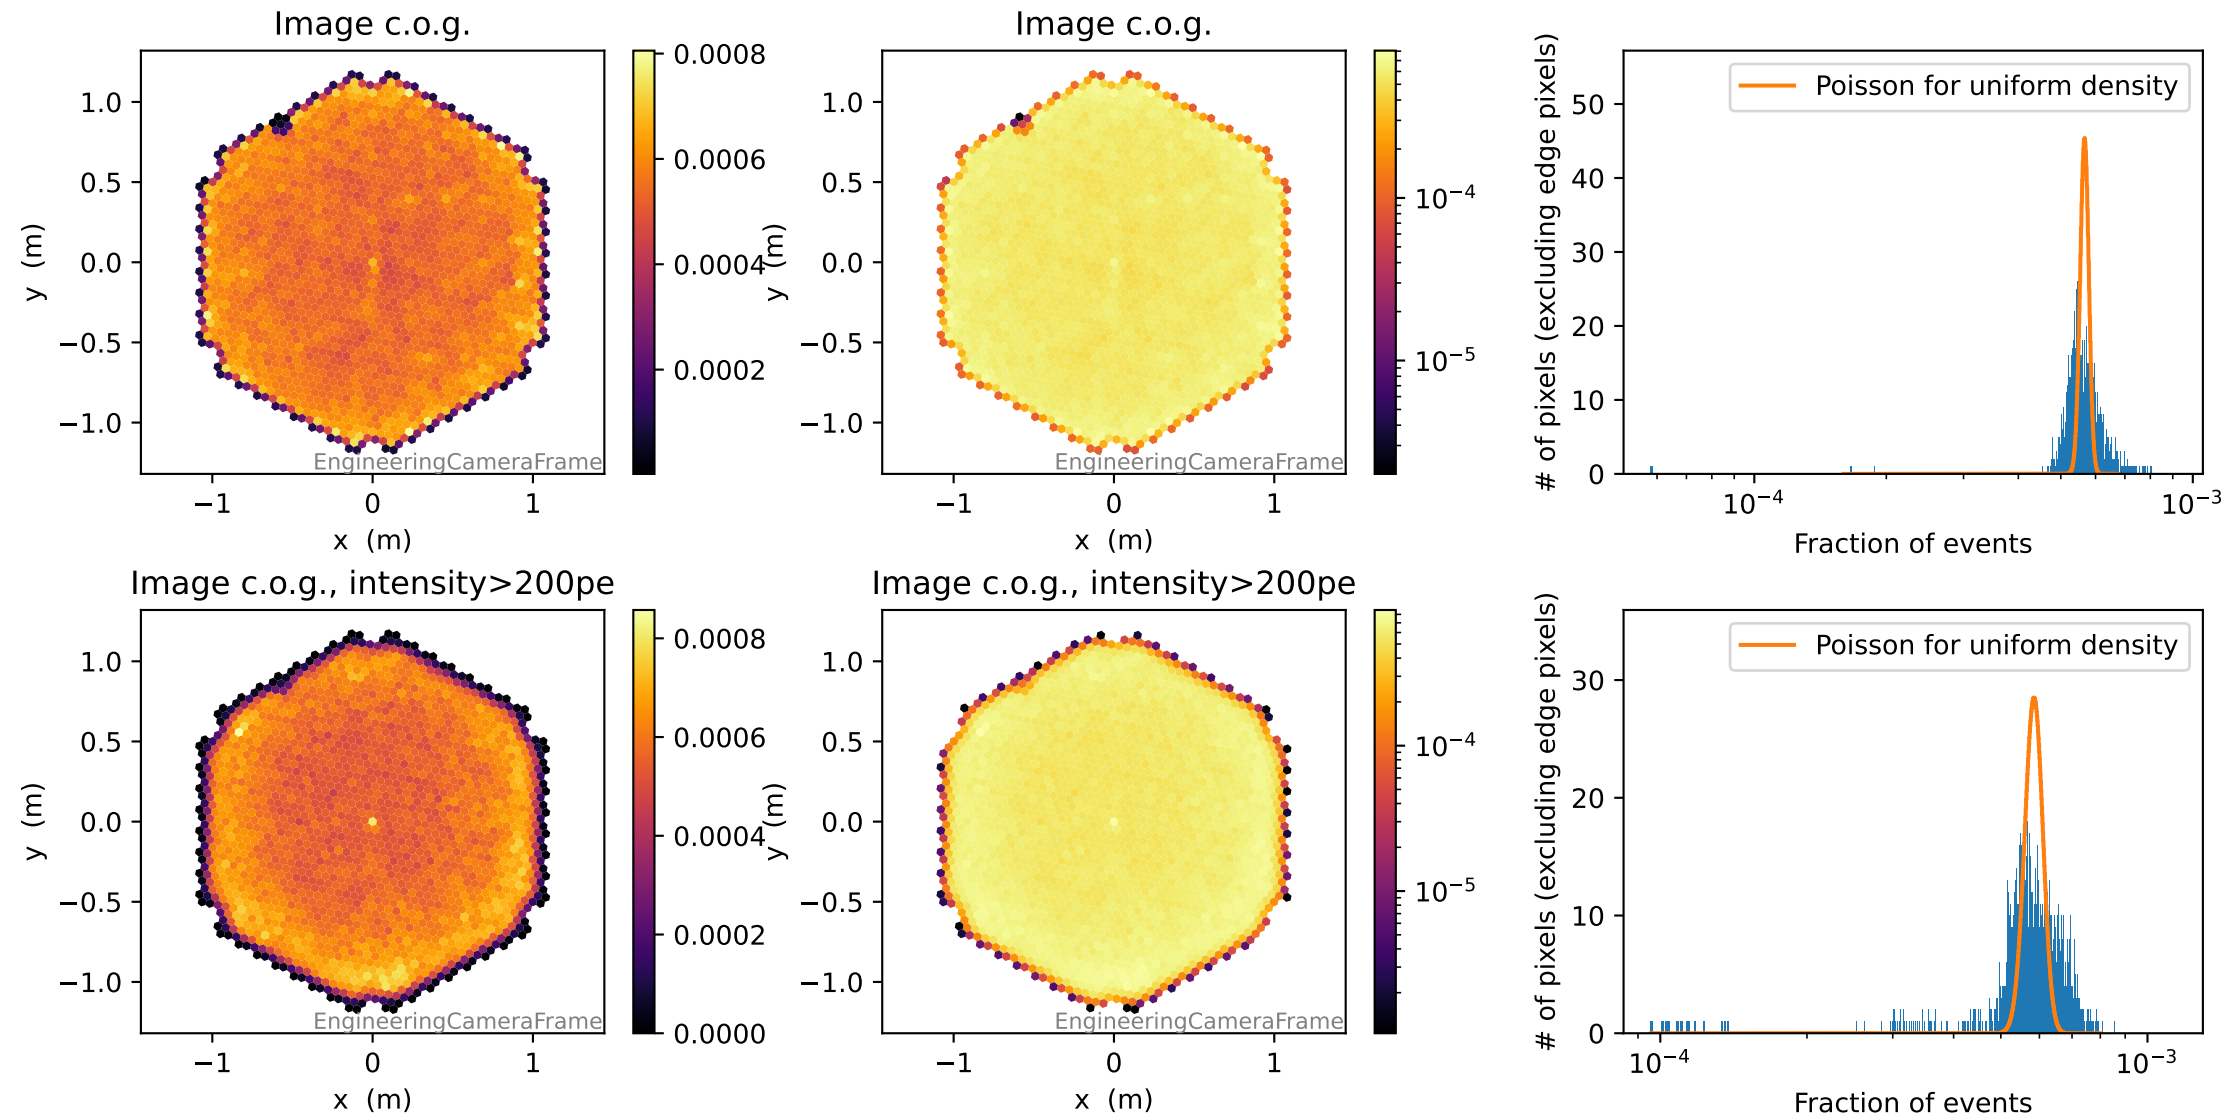 Image c.o.g.
1.0
0.5
0.0
−0.5
−1.0
y (m)
−1 0 1
x (m)
EngineeringCameraFrame
0.0008
0.0006
0.0004
0.0002
Image c.o.g.
1.0
0.5
0.0
−0.5
−1.0
y (m)
−1 0 1
x (m)
EngineeringCameraFrame
10⁻⁴
10⁻⁵
Poisson for uniform density
50
40
30
20
10
0
# of pixels (excluding edge pixels)
10⁻⁴ 10⁻³
Fraction of events
Image c.o.g., intensity>200pe
1.0
0.5
0.0
−0.5
−1.0
y (m)
−1 0 1
x (m)
EngineeringCameraFrame
0.0008
0.0006
0.0004
0.0002
0.0000
Image c.o.g., intensity>200pe
1.0
0.5
0.0
−0.5
−1.0
y (m)
−1 0 1
x (m)
EngineeringCameraFrame
10⁻⁴
10⁻⁵
Poisson for uniform density
30
20
10
0
# of pixels (excluding edge pixels)
10⁻⁴ 10⁻³
Fraction of events